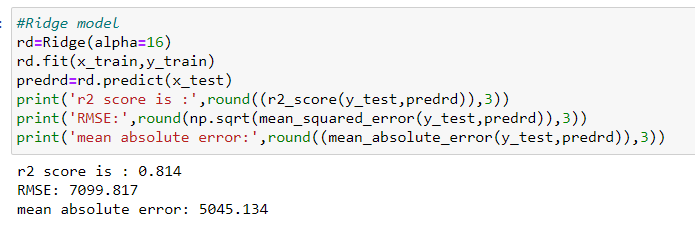 #Ridge model
rd=Ridge(alpha=16)
rd.fit(x_train,y_train)
predrd=rd.predict(x_test)
print('r2 score is :',round((r2_score(y_test,predrd)),3))
print('RMSE:',round(np.sqrt(mean_squared_error(y_test,predrd)),3))
print('mean absolute error:',round((mean_absolute_error(y_test,predrd)),3))
r2 score is : 0.814
RMSE: 7099.817
mean absolute error: 5045.134